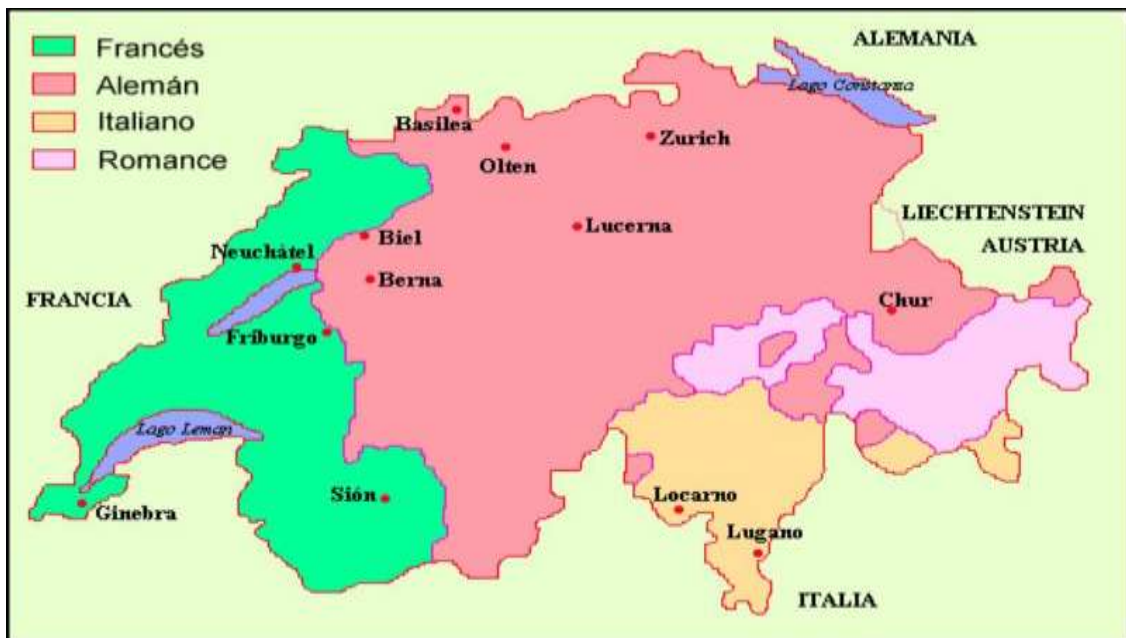 Francés
Alemán
Italiano
Romance
ALEMANIA
Lago Constanza
Basilea
Zurich
Olten
LIECHTENSTEIN
AUSTRIA
Lucerna
Biel
Neuchâtel
Berna
FRANCIA
Chur
Friburgo
Lago Leman
Sión
Locarno
Ginebra
Lugano
ITALIA